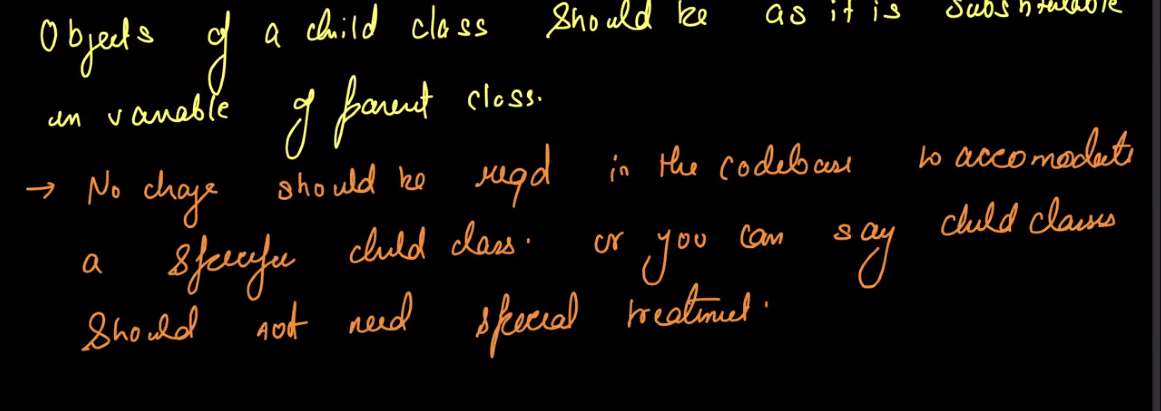 Objects of a child class should be as it is substitutable
in variable of parent class.
→ No change should be reqd in the codebase to accomodate
a specific child class. or you can say child classes
should not need special treatment.